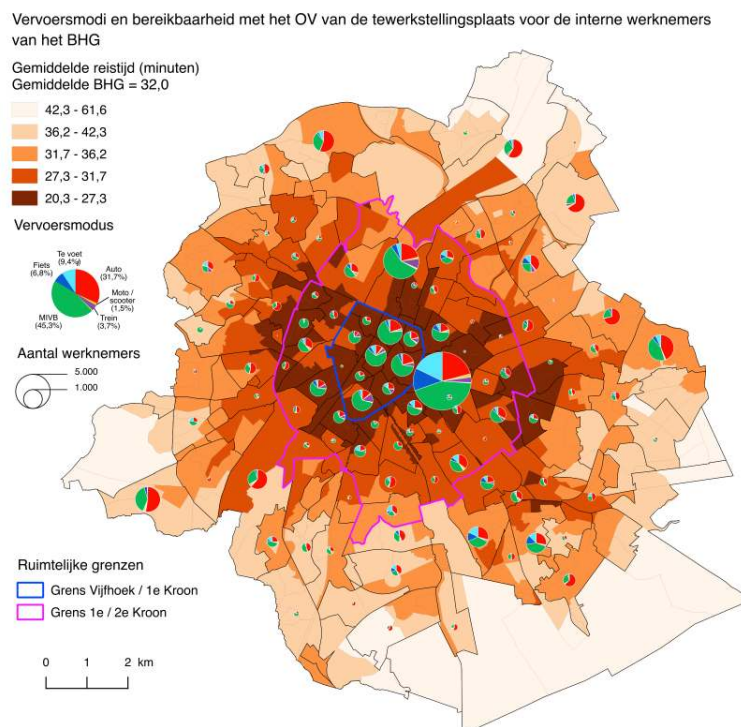 Vervoersmodi en bereikbaarheid met het OV van de tewerkstellingsplaats voor de interne werknemers
van het BHG
Gemiddelde reistijd (minuten)
Gemiddelde BHG = 32,0
42,3 - 61,6
36,2 - 42,3
31,7 - 36,2
27,3 - 31,7
20,3 - 27,3
Vervoersmodus
Te voet
(9,4%)
Fiets
(6,8%)
Auto
(31,7%)
Moto /
scooter
(1,5%)
MIVB
(45,3%)
Trein
(3,7%)
Aantal werknemers
5.000
1.000
Ruimtelijke grenzen
Grens Vijfhoek / 1e Kroon
Grens 1e / 2e Kroon
0 1 2 km